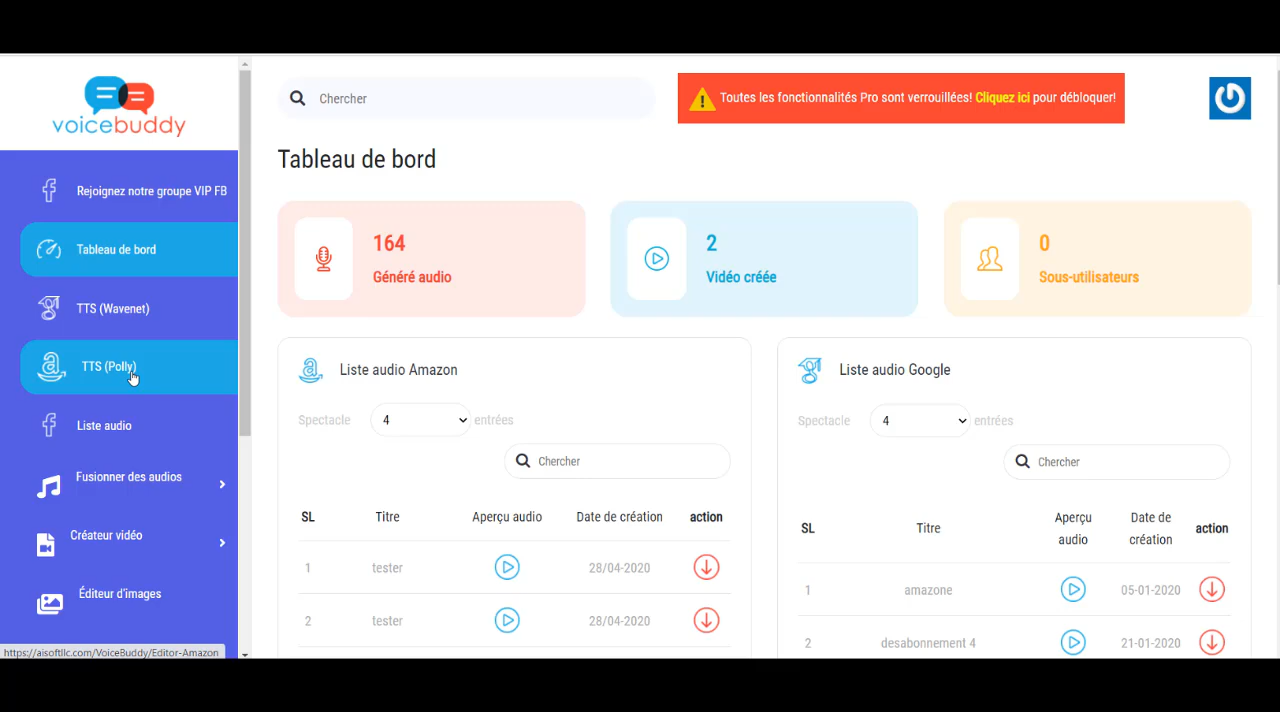 voicebuddy
Chercher
Toutes les fonctionnalités Pro sont verrouillées! Cliquez ici pour débloquer!
Rejoignez notre groupe VIP FB
Tableau de bord
TTS (Wavenet)
TTS (Polly)
Liste audio
Fusionner des audios
Créateur vidéo
Éditeur d'images
https://aisoftllc.com/VoiceBuddy/Editor-Amazon
Tableau de bord
164
Généré audio
2
Vidéo créée
0
Sous-utilisateurs
Liste audio Amazon
Spectacle 4 entrées
Chercher
SL Titre Aperçu audio Date de création action
1 tester 28/04-2020
2 tester 28/04-2020
Liste audio Google
Spectacle 4 entrées
Chercher
SL Titre Aperçu audio Date de création action
1 amazone 05-01-2020
2 desabonnement 4 21-01-2020